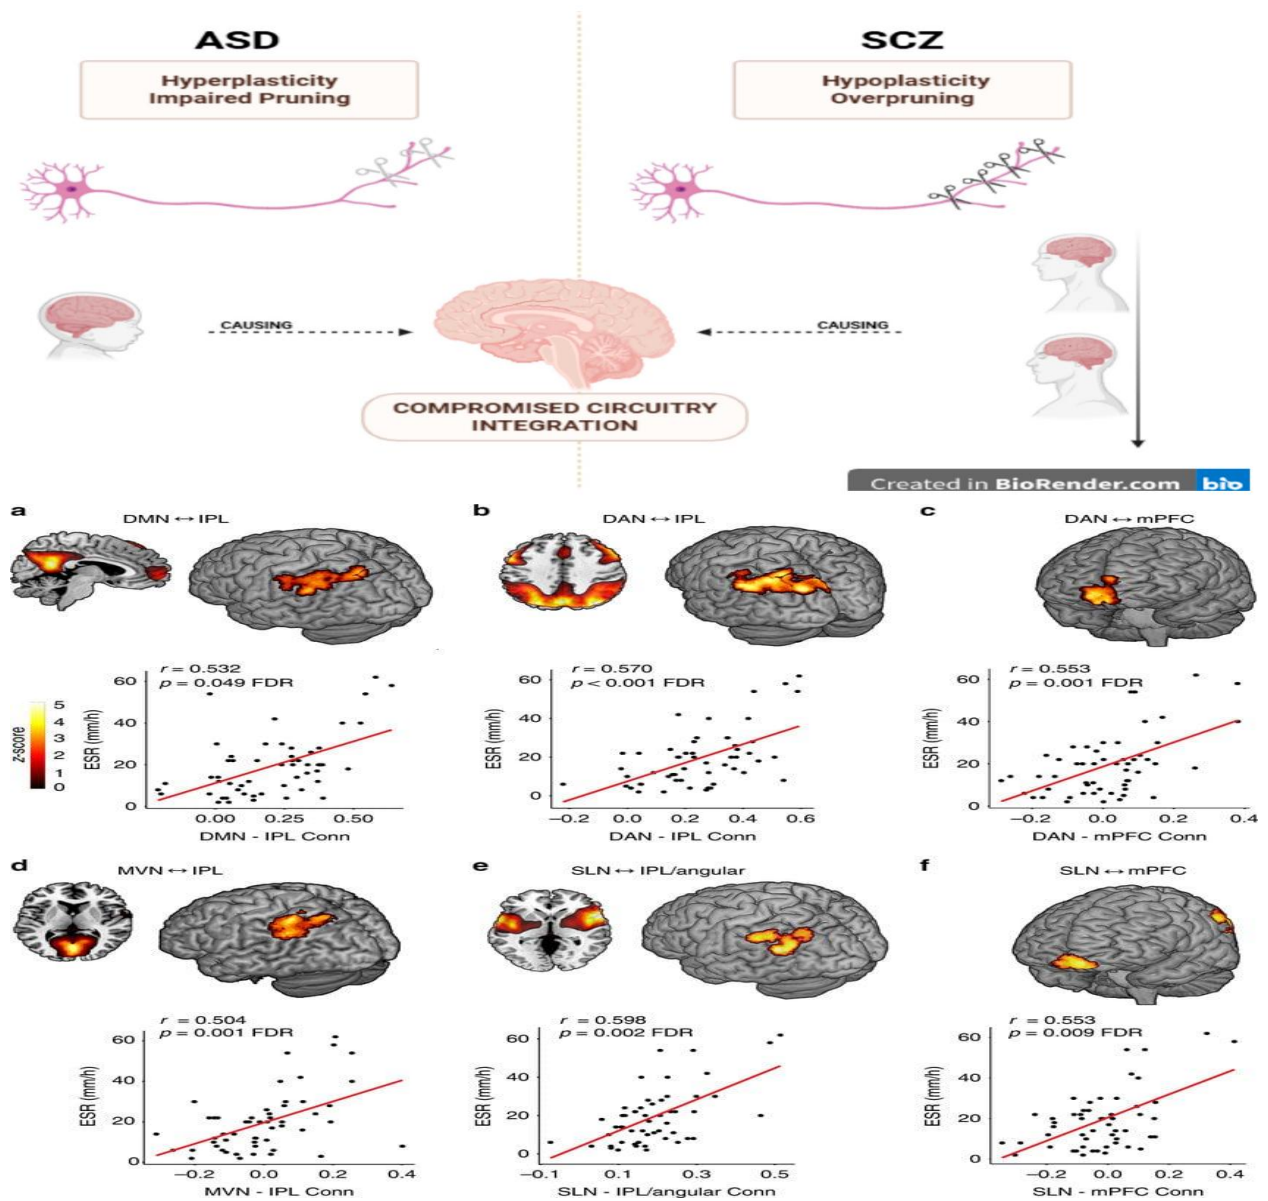 ASD
SCZ
Hyperplasticity
Impaired Pruning
Hypoplasticity
Overpruning
CAUSING
CAUSING
COMPROMISED CIRCUITRY
INTEGRATION
Created in BioRender.com bio
a
DMN ↔ IPL
b
DAN ↔ IPL
c
DAN ↔ mPFC
r = 0.532
p = 0.049 FDR
z-score
5
4
3
2
1
0
ESR (mm/h)
60
40
20
0
0.00
0.25
0.50
DMN - IPL Conn
r = 0.570
p < 0.001 FDR
ESR (mm/h)
60
40
20
0
−0.2
0.0
0.2
0.4
0.6
DAN - IPL Conn
r = 0.553
p = 0.001 FDR
ESR (mm/h)
60
40
20
0
−0.2
0.0
0.2
0.4
DAN - mPFC Conn
d
MVN ↔ IPL
e
SLN ↔ IPL/angular
f
SLN ↔ mPFC
r = 0.504
p = 0.001 FDR
ESR (mm/h)
60
40
20
0
−0.2
0.0
0.2
0.4
MVN - IPL Conn
r = 0.598
p = 0.002 FDR
ESR (mm/h)
60
40
20
0
−0.1
0.1
0.3
0.5
SLN - IPL/angular Conn
r = 0.553
p = 0.009 FDR
ESR (mm/h)
60
40
20
0
−0.2
0.0
0.2
0.4
SLN - mPFC Conn